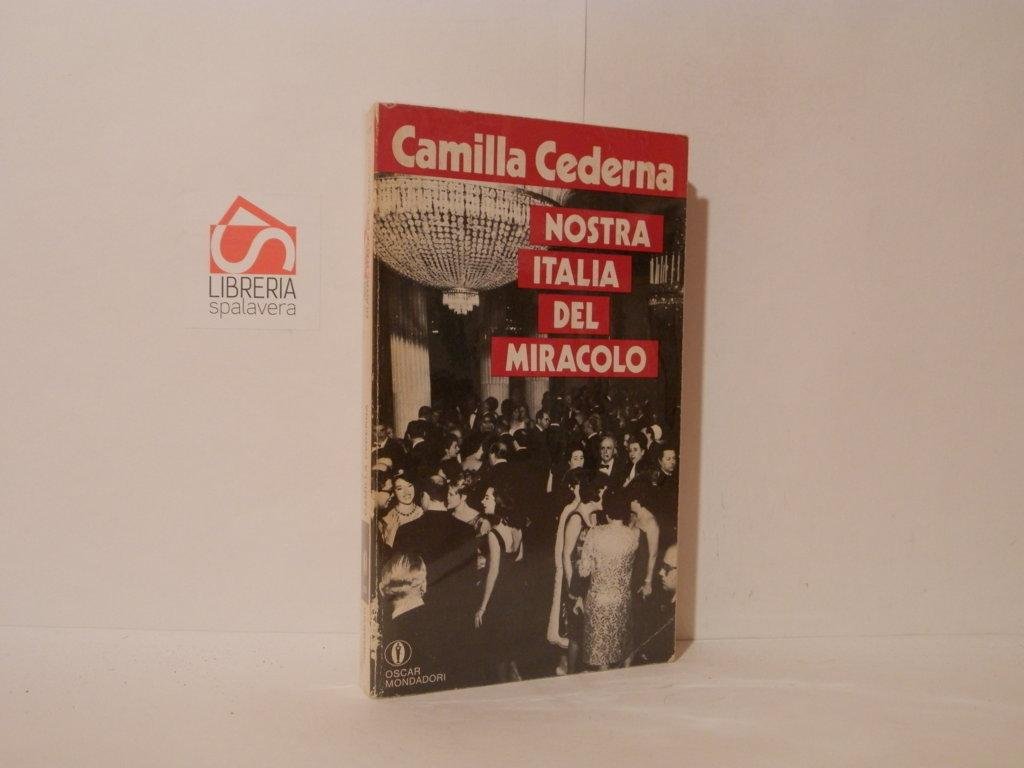 Camilla Cederna
NOSTRA
ITALIA
DEL
MIRACOLO
OSCAR
MONDADORI
LIBRERIA
spalavera